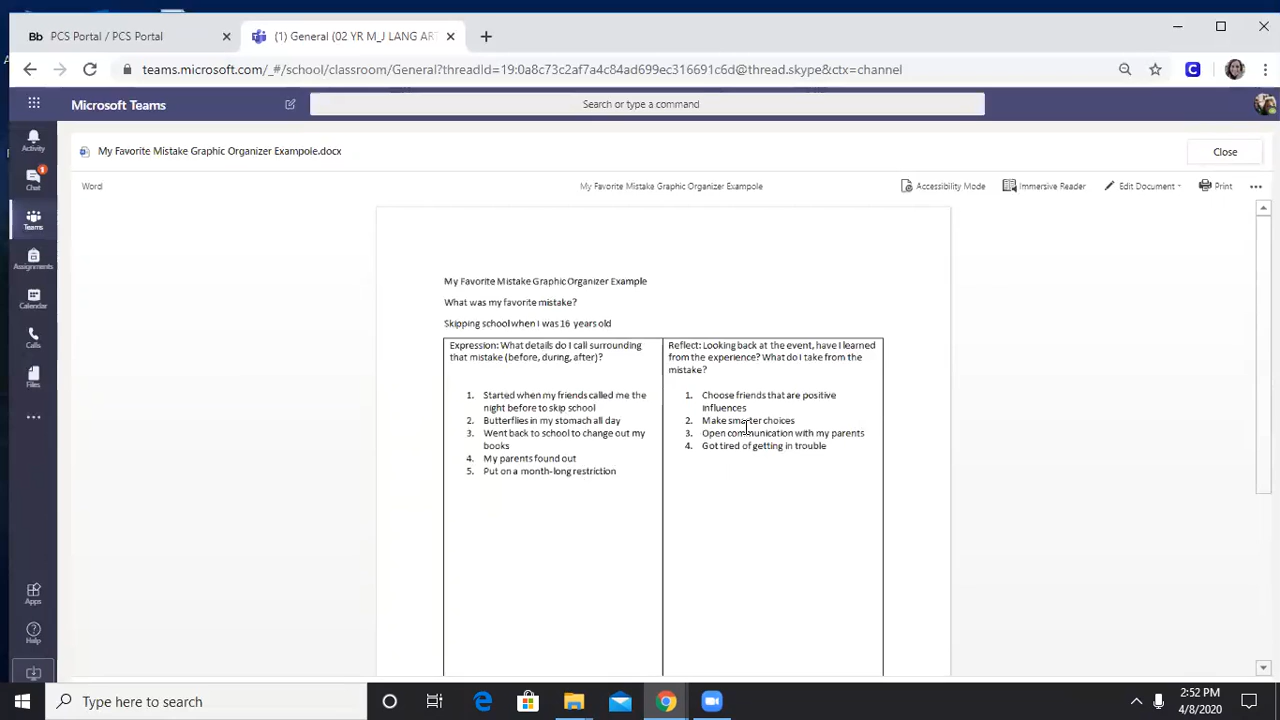 Bb PCS Portal / PCS Portal
(1) General (02 YR M_J LANG AR
teams.microsoft.com/_#/school/classroom/General?threadId=19:0a8c73c2af7a4c84ad699ec316691c6d@thread.skype&ctx=channel
Microsoft Teams
Search or type a command
Activity
My Favorite Mistake Graphic Organizer Exampole.docx
Close
Chat
1
Word
My Favorite Mistake Graphic Organizer Exampole
Accessibility Mode
Immersive Reader
Edit Document
Print
Teams
Assignments
Calendar
Calls
Files
My Favorite Mistake Graphic Organizer Example
What was my favorite mistake?
Skipping school when I was 16 years old
Expression: What details do I call surrounding
that mistake (before, during, after)?
1. Started when my friends called me the
night before to skip school
2. Butterflies in my stomach all day
3. Went back to school to change out my
books
4. My parents found out
5. Put on a month-long restriction
Reflect: Looking back at the event, have I learned
from the experience? What do I take from the
mistake?
1. Choose friends that are positive
influences
2. Make smarter choices
3. Open communication with my parents
4. Got tired of getting in trouble
Apps
Help
Type here to search
2:52 PM
4/8/2020